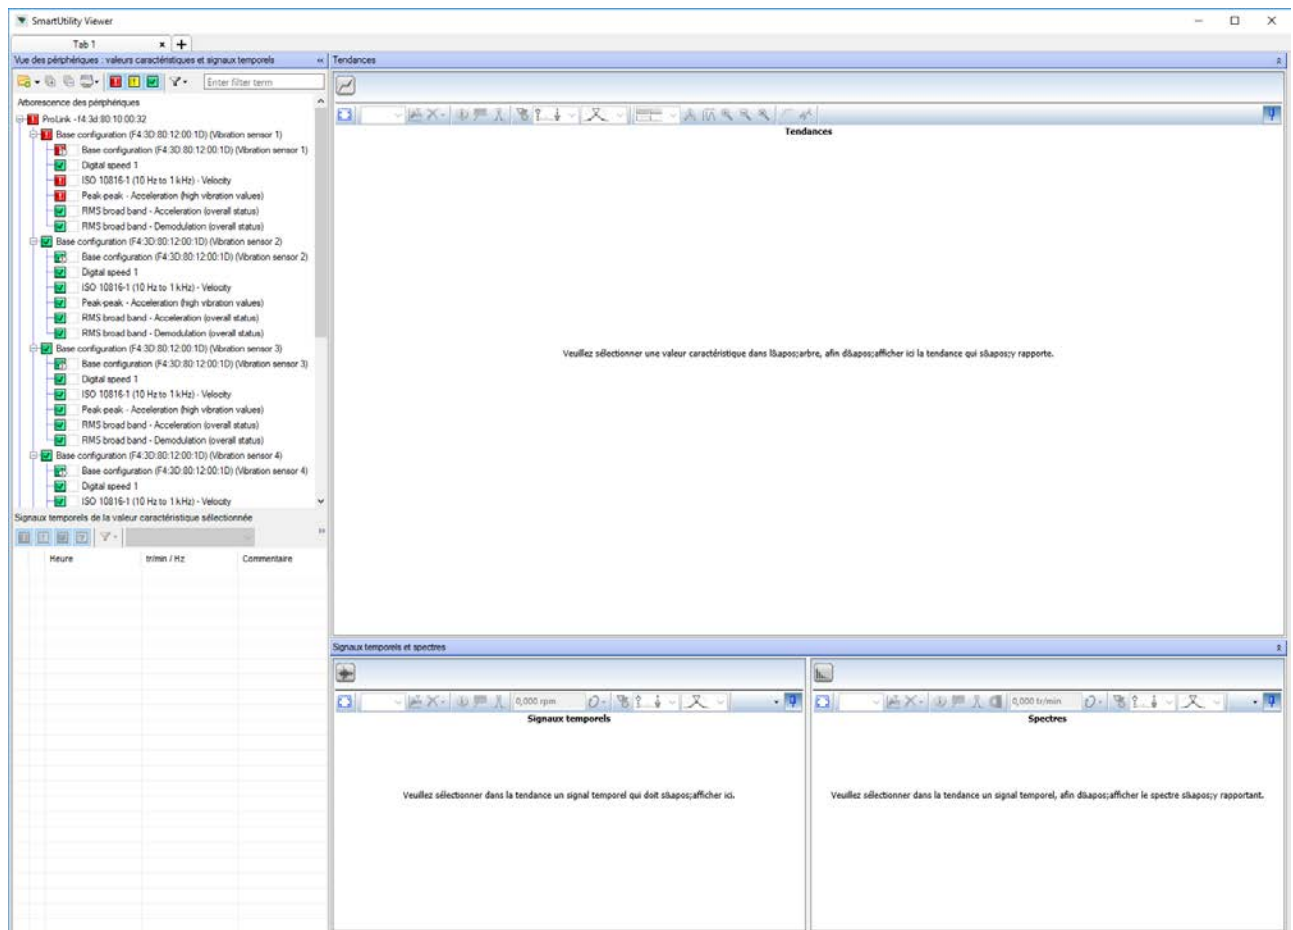 SmartUtility Viewer
Tab 1
Vue des périphériques : valeurs caractéristiques et signaux temporels
Enter filter term
Arborescence des périphériques
ProLink - f4:3d:80:10:00:32
Base configuration (F4:3D:80:12:00:1D) (Vibration sensor 1)
Base configuration (F4:3D:80:12:00:1D) (Vibration sensor 1)
Digital speed 1
ISO 10816-1 (10 Hz to 1 kHz) - Velocity
Peak-peak - Acceleration (high vibration values)
RMS broad band - Acceleration (overall status)
RMS broad band - Demodulation (overall status)
Base configuration (F4:3D:80:12:00:1D) (Vibration sensor 2)
Base configuration (F4:3D:80:12:00:1D) (Vibration sensor 2)
Digital speed 1
ISO 10816-1 (10 Hz to 1 kHz) - Velocity
Peak-peak - Acceleration (high vibration values)
RMS broad band - Acceleration (overall status)
RMS broad band - Demodulation (overall status)
Base configuration (F4:3D:80:12:00:1D) (Vibration sensor 3)
Base configuration (F4:3D:80:12:00:1D) (Vibration sensor 3)
Digital speed 1
ISO 10816-1 (10 Hz to 1 kHz) - Velocity
Peak-peak - Acceleration (high vibration values)
RMS broad band - Acceleration (overall status)
RMS broad band - Demodulation (overall status)
Base configuration (F4:3D:80:12:00:1D) (Vibration sensor 4)
Base configuration (F4:3D:80:12:00:1D) (Vibration sensor 4)
Digital speed 1
ISO 10816-1 (10 Hz to 1 kHz) - Velocity
Signaux temporels de la valeur caractéristique sélectionnée
Heure tr/min / Hz Commentaire
Tendances
Tendances
Veuillez sélectionner une valeur caractéristique dans l&apos;arbre, afin d&apos;afficher ici la tendance qui s&apos;y rapporte.
Signaux temporels et spectres
0,000 rpm
Signaux temporels
Veuillez sélectionner dans la tendance un signal temporel qui doit s&apos;afficher ici.
0,000 tr/min
Spectres
Veuillez sélectionner dans la tendance un signal temporel, afin d&apos;afficher le spectre s&apos;y rapportant.